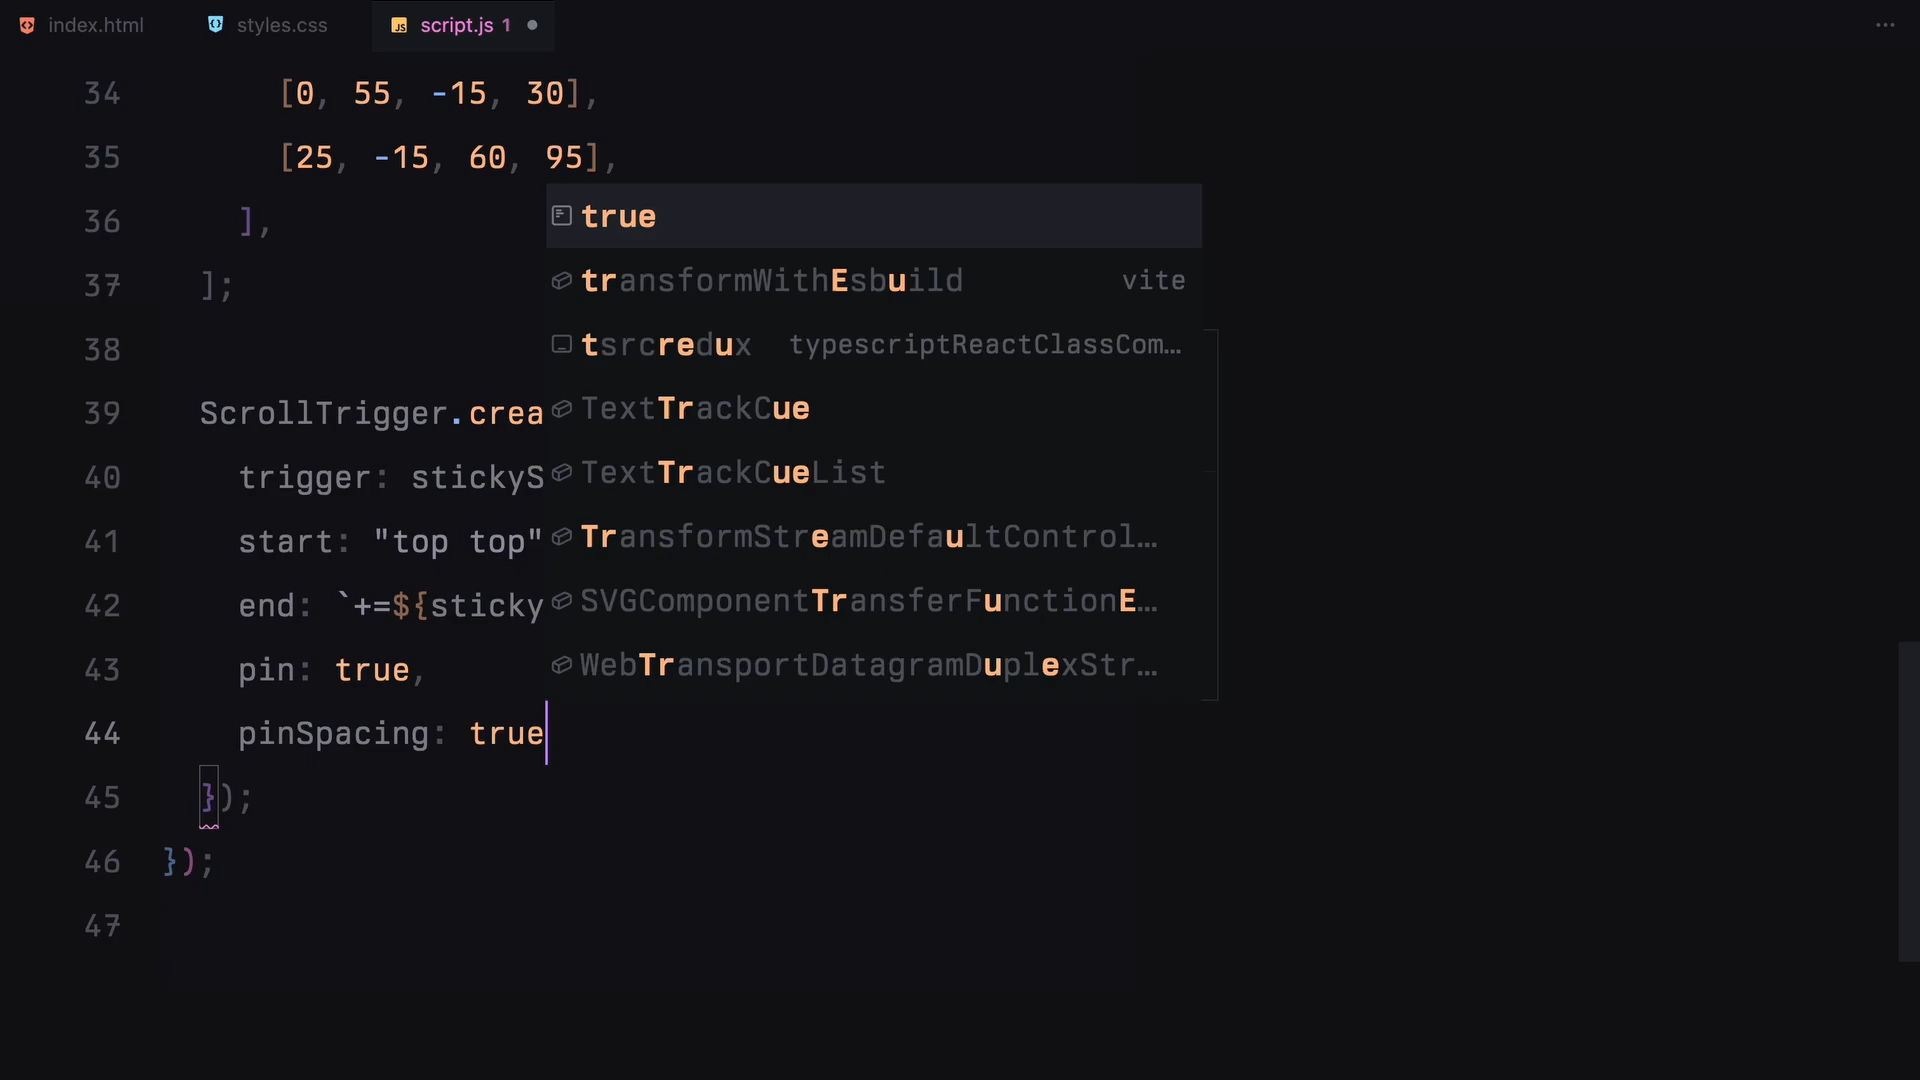 index.html styles.css script.js 1 ...
34 [0, 55, -15, 30],
35 [25, -15, 60, 95],
36 ],
37 ];
38
39 ScrollTrigger.crea
40 trigger: stickyS
41 start: "top top"
42 end: `+=${sticky
43 pin: true,
44 pinSpacing: true
45 });
46 });
47
true
transformWithEsbuild vite
tsrcredux typescriptReactClassCom…
TextTrackCue
TextTrackCueList
TransformStreamDefaultControl…
SVGComponentTransferFunctionE…
WebTransportDatagramDuplexStr…